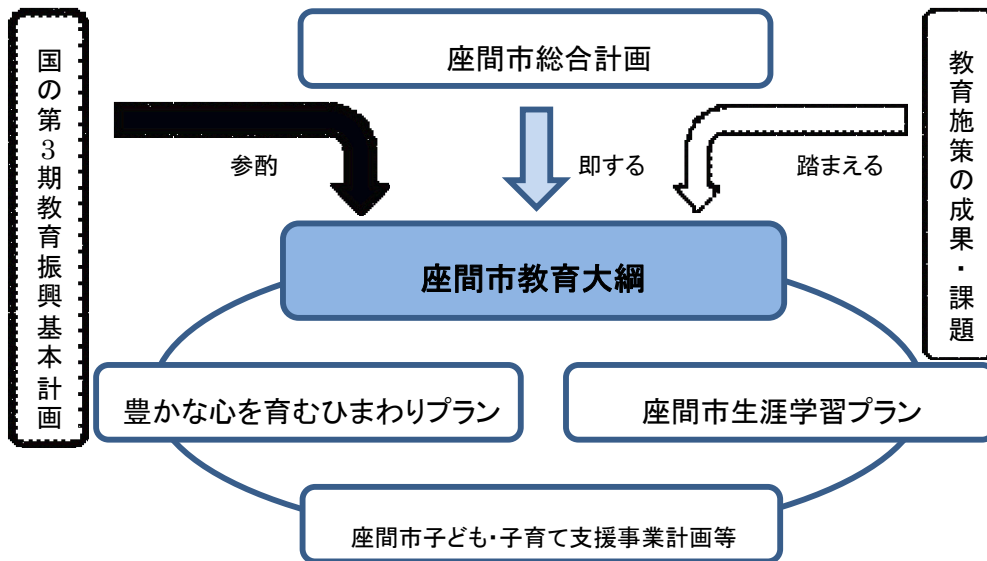 国の第3期教育振興基本計画
座間市総合計画
教育施策の成果・課題
参酌
即する
踏まえる
座間市教育大綱
豊かな心を育むひまわりプラン
座間市生涯学習プラン
座間市子ども・子育て支援事業計画等